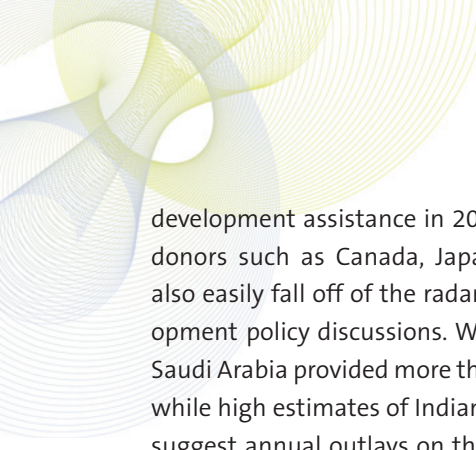 development assistance in 20
donors such as Canada, Japa
also easily fall off of the radar
opment policy discussions. W
Saudi Arabia provided more th
while high estimates of Indian
suggest annual outlays on th